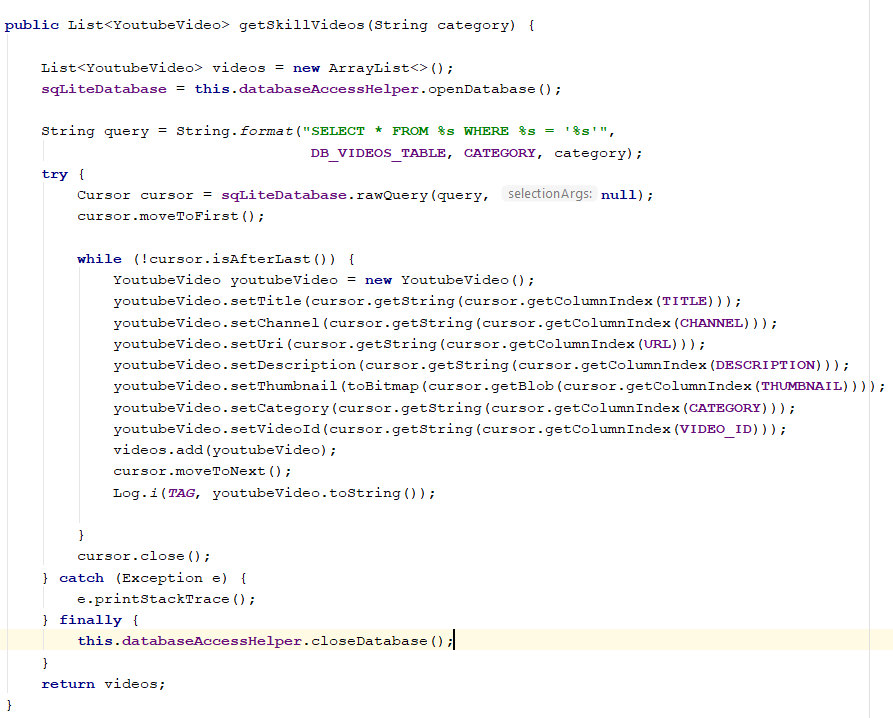 public List<YoutubeVideo> getSkillVideos(String category) {
List<YoutubeVideo> videos = new ArrayList<>();
sqLiteDatabase = this.databaseAccessHelper.openDatabase();
String query = String.format("SELECT * FROM %s WHERE %s = '%s'",
DB_VIDEOS_TABLE, CATEGORY, category);
try {
Cursor cursor = sqLiteDatabase.rawQuery(query, selectionArgs: null);
cursor.moveToFirst();
while (!cursor.isAfterLast()) {
YoutubeVideo youtubeVideo = new YoutubeVideo();
youtubeVideo.setTitle(cursor.getString(cursor.getColumnIndex(TITLE)));
youtubeVideo.setChannel(cursor.getString(cursor.getColumnIndex(CHANNEL)));
youtubeVideo.setUri(cursor.getString(cursor.getColumnIndex(URL)));
youtubeVideo.setDescription(cursor.getString(cursor.getColumnIndex(DESCRIPTION)));
youtubeVideo.setThumbnail(toBitmap(cursor.getBlob(cursor.getColumnIndex(THUMBNAIL))));
youtubeVideo.setCategory(cursor.getString(cursor.getColumnIndex(CATEGORY)));
youtubeVideo.setVideoId(cursor.getString(cursor.getColumnIndex(VIDEO_ID)));
videos.add(youtubeVideo);
cursor.moveToNext();
Log.i(TAG, youtubeVideo.toString());
}
cursor.close();
} catch (Exception e) {
e.printStackTrace();
} finally {
this.databaseAccessHelper.closeDatabase();
}
return videos;
}